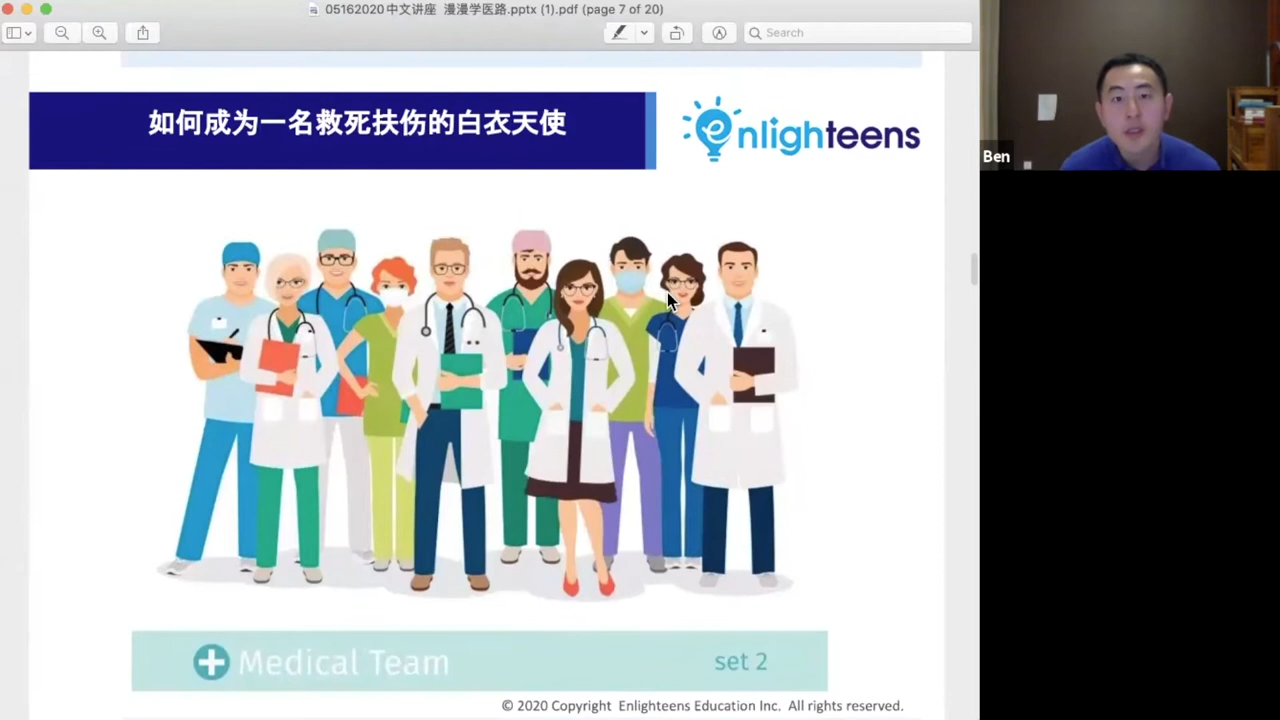 05162020中文讲座 漫漫学医路.pptx (1).pdf (page 7 of 20)
Search
如何成为一名救死扶伤的白衣天使
enlighteens
Ben
Medical Team
set 2
© 2020 Copyright Enlighteens Education Inc. All rights reserved.